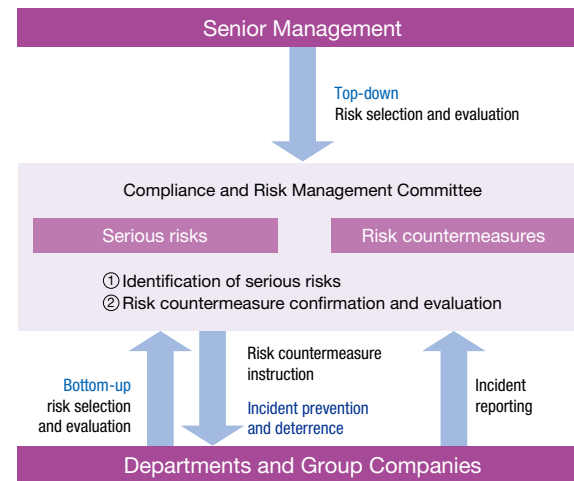 Senior Management
Top-down
Risk selection and evaluation
Compliance and Risk Management Committee
Serious risks
Risk countermeasures
① Identification of serious risks
② Risk countermeasure confirmation and evaluation
Bottom-up
risk selection
and evaluation
Risk countermeasure
instruction
Incident prevention
and deterrence
Incident
reporting
Departments and Group Companies